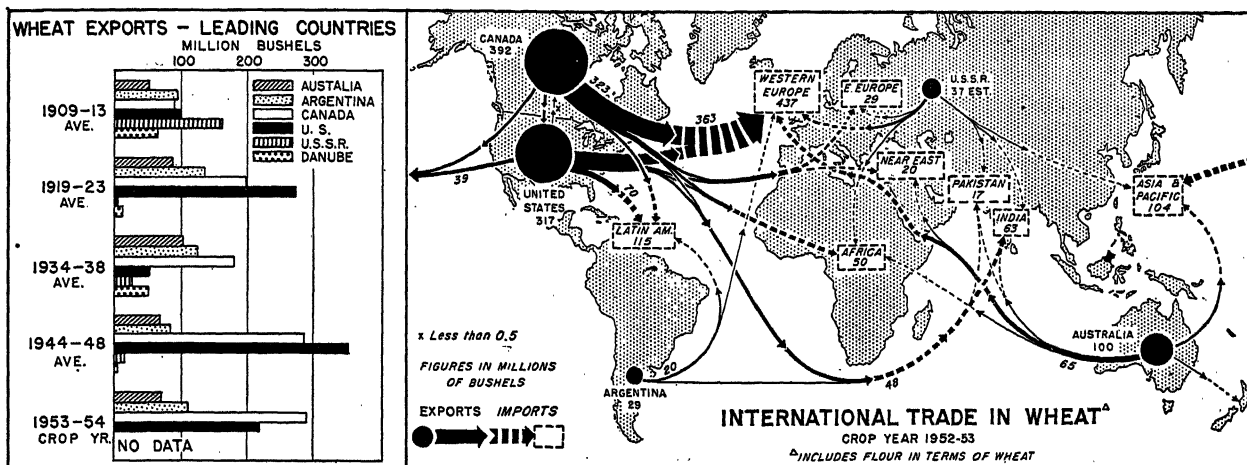 WHEAT EXPORTS – LEADING COUNTRIES
MILLION BUSHELS
100 200 300
AUSTALIA
ARGENTINA
CANADA
U. S.
U.S.S.R.
DANUBE
1909–13
AVE.
1919–23
AVE.
1934–38
AVE.
1944–48
AVE.
1953–54
CROP YR.
NO DATA
CANADA
392
323
363
WESTERN
EUROPE
437
E. EUROPE
29
U.S.S.R.
37 EST.
39
UNITED
STATES
317
70
LATIN AM.
115
NEAR EAST
20
PAKISTAN
17
INDIA
63
ASIA &
PACIFIC
104
AFRICA
30
AUSTRALIA
100
65
48
20
ARGENTINA
29
x Less than 0.5
FIGURES IN MILLIONS
OF BUSHELS
EXPORTS IMPORTS
INTERNATIONAL TRADE IN WHEAT Δ
CROP YEAR 1952-53
Δ INCLUDES FLOUR IN TERMS OF WHEAT